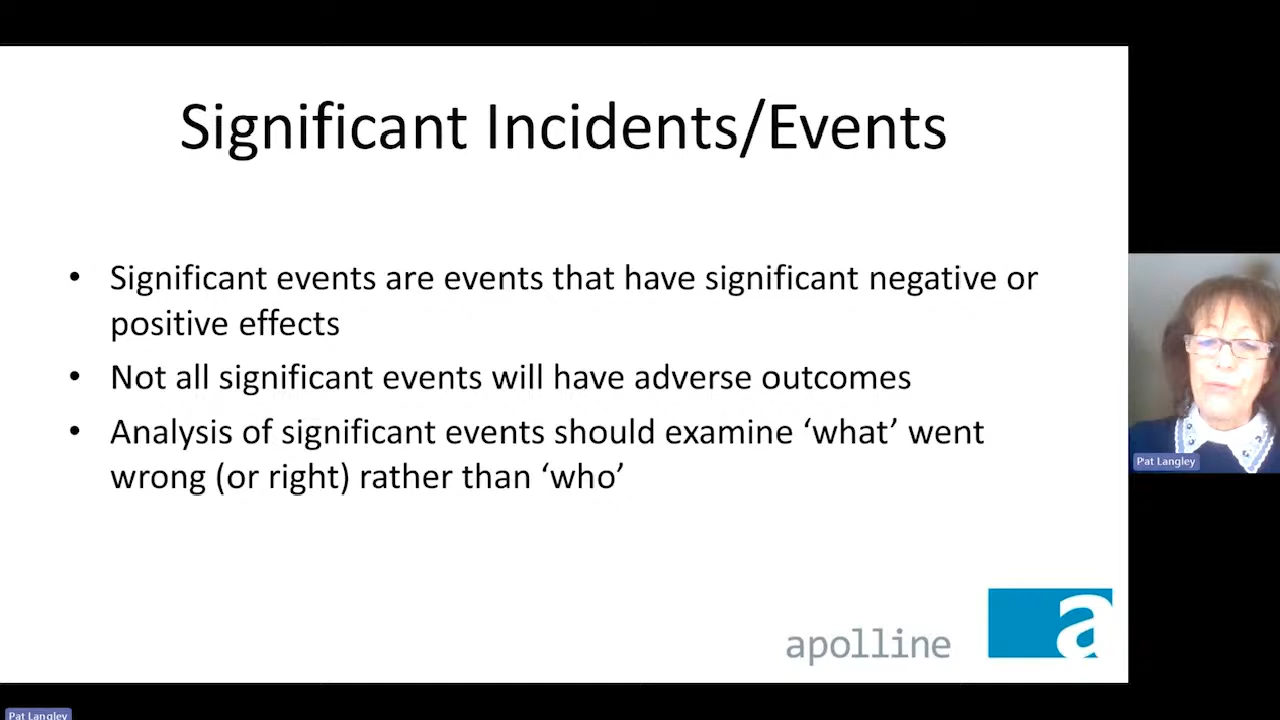 Significant Incidents/Events
• Significant events are events that have significant negative or
positive effects
• Not all significant events will have adverse outcomes
• Analysis of significant events should examine ‘what’ went
wrong (or right) rather than ‘who’
apolline
a
Pat Langley
Pat Langley